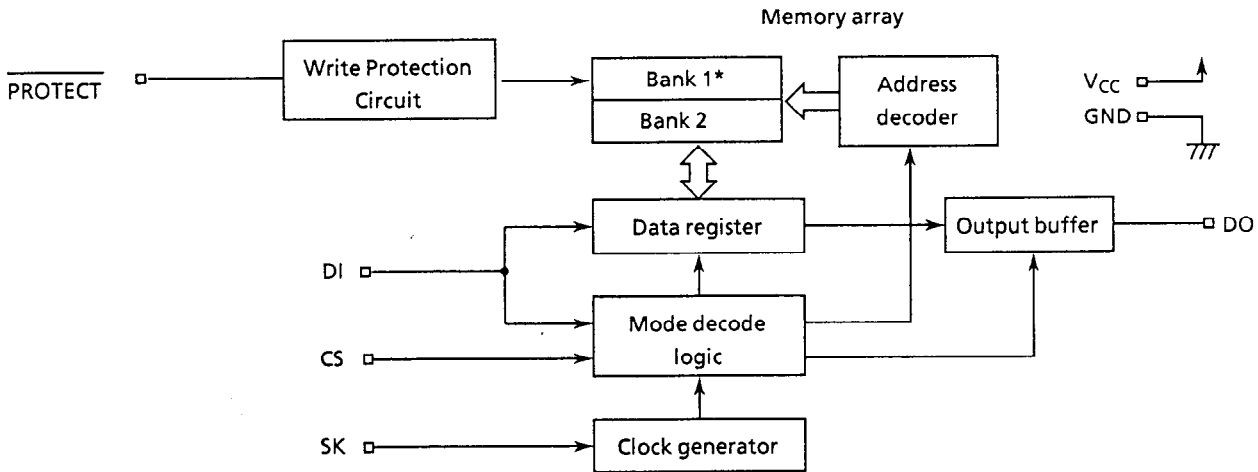 Memory array
PROTECT
Write Protection
Circuit
Bank 1*
Bank 2
Address
decoder
VCC
GND
Data register
Output buffer
DO
DI
Mode decode
logic
CS
SK
Clock generator